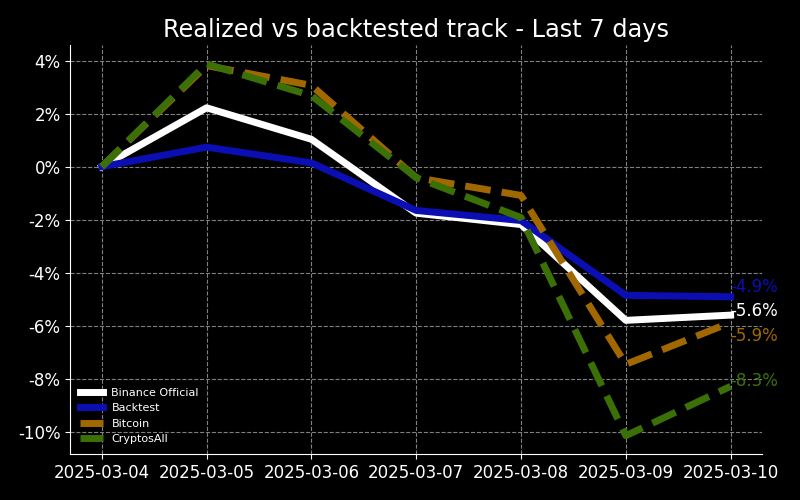 Realized vs backtested track - Last 7 days
4%
2%
0%
-2%
-4%
-6%
-8%
-10%
-4.9%
-5.6%
-5.9%
-8.3%
Binance Official
Backtest
Bitcoin
CryptosAll
2025-03-04 2025-03-05 2025-03-06 2025-03-07 2025-03-08 2025-03-09 2025-03-10